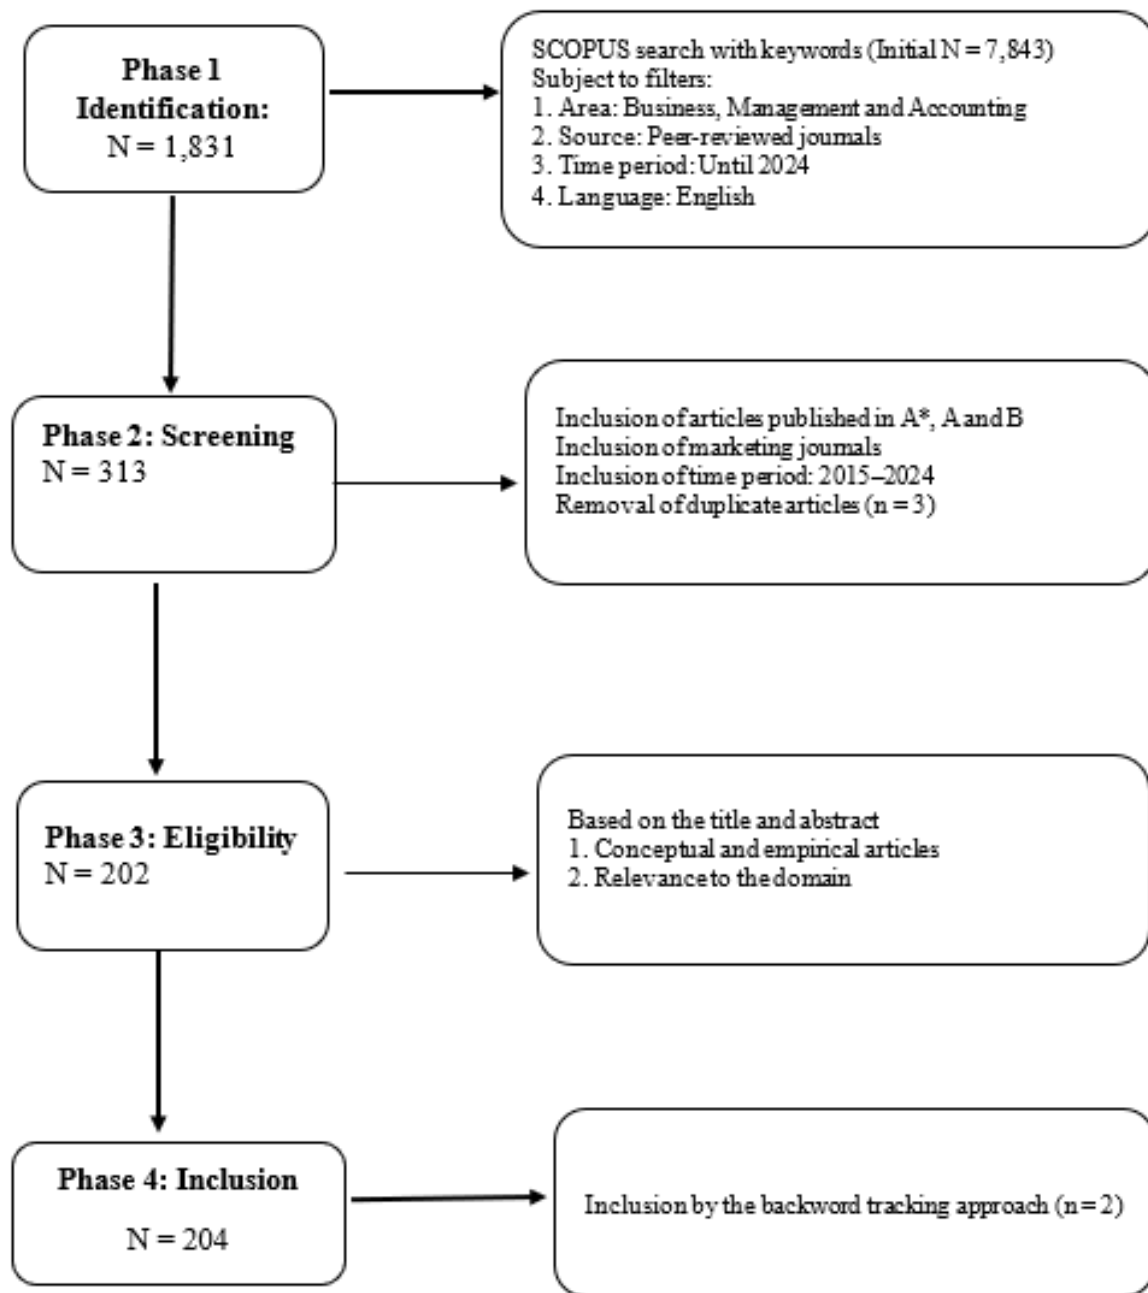 Phase 1
Identification:
N = 1,831
SCOPUS search with keywords (Initial N = 7,843)
Subject to filters:
1. Area: Business, Management and Accounting
2. Source: Peer-reviewed journals
3. Time period: Until 2024
4. Language: English
Phase 2: Screening
N = 313
Inclusion of articles published in A*, A and B
Inclusion of marketing journals
Inclusion of time period: 2015–2024
Removal of duplicate articles (n = 3)
Phase 3: Eligibility
N = 202
Based on the title and abstract
1. Conceptual and empirical articles
2. Relevance to the domain
Phase 4: Inclusion
N = 204
Inclusion by the backword tracking approach (n = 2)